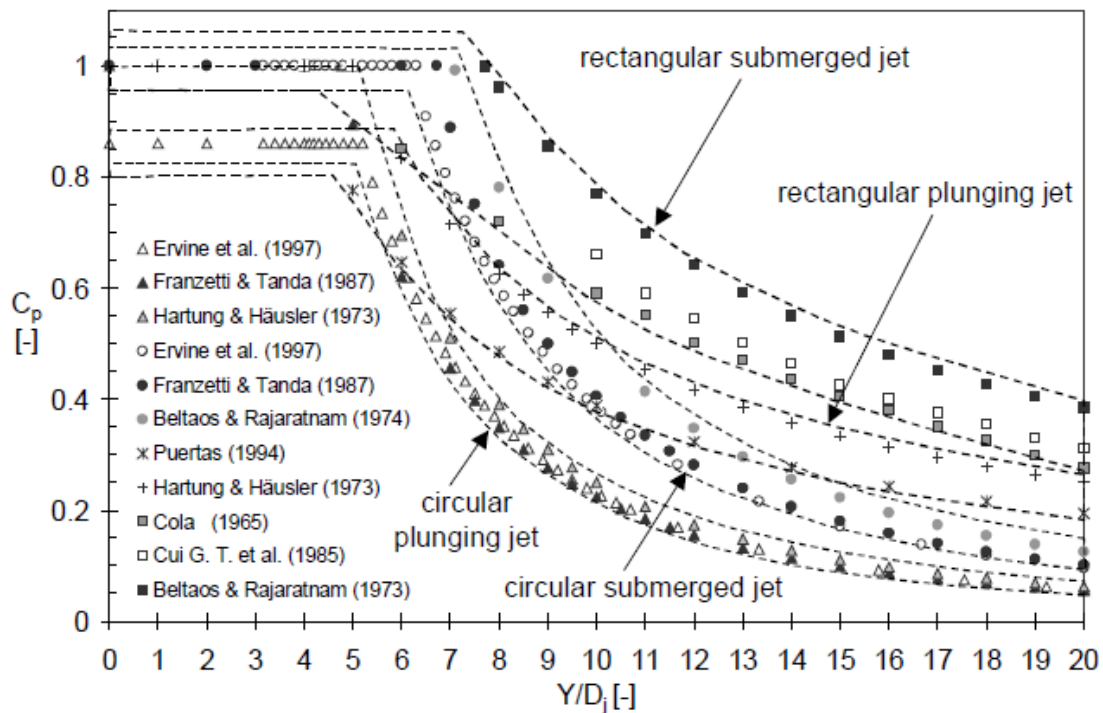 1
0.8
0.6
0.4
0.2
0
Cp
[-]
rectangular submerged jet
rectangular plunging jet
Ervine et al. (1997)
Franzetti & Tanda (1987)
Hartung & Häusler (1973)
Ervine et al. (1997)
Franzetti & Tanda (1987)
Beltaos & Rajaratnam (1974)
Puertas (1994)
Hartung & Häusler (1973)
Cola (1965)
Cui G. T. et al. (1985)
Beltaos & Rajaratnam (1973)
circular
plunging jet
circular submerged jet
0 1 2 3 4 5 6 7 8 9 10 11 12 13 14 15 16 17 18 19 20
Y/Dj [-]